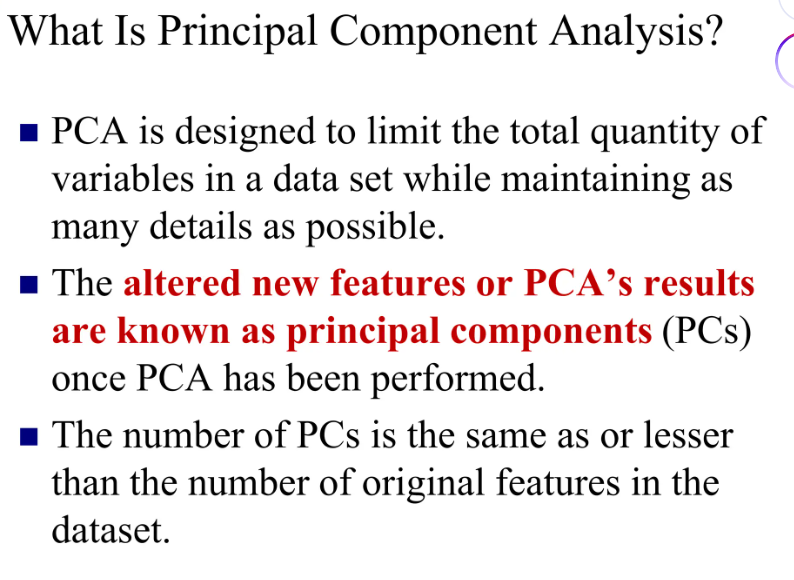 What Is Principal Component Analysis?
PCA is designed to limit the total quantity of
variables in a data set while maintaining as
many details as possible.
The altered new features or PCA’s results
are known as principal components (PCs)
once PCA has been performed.
The number of PCs is the same as or lesser
than the number of original features in the
dataset.